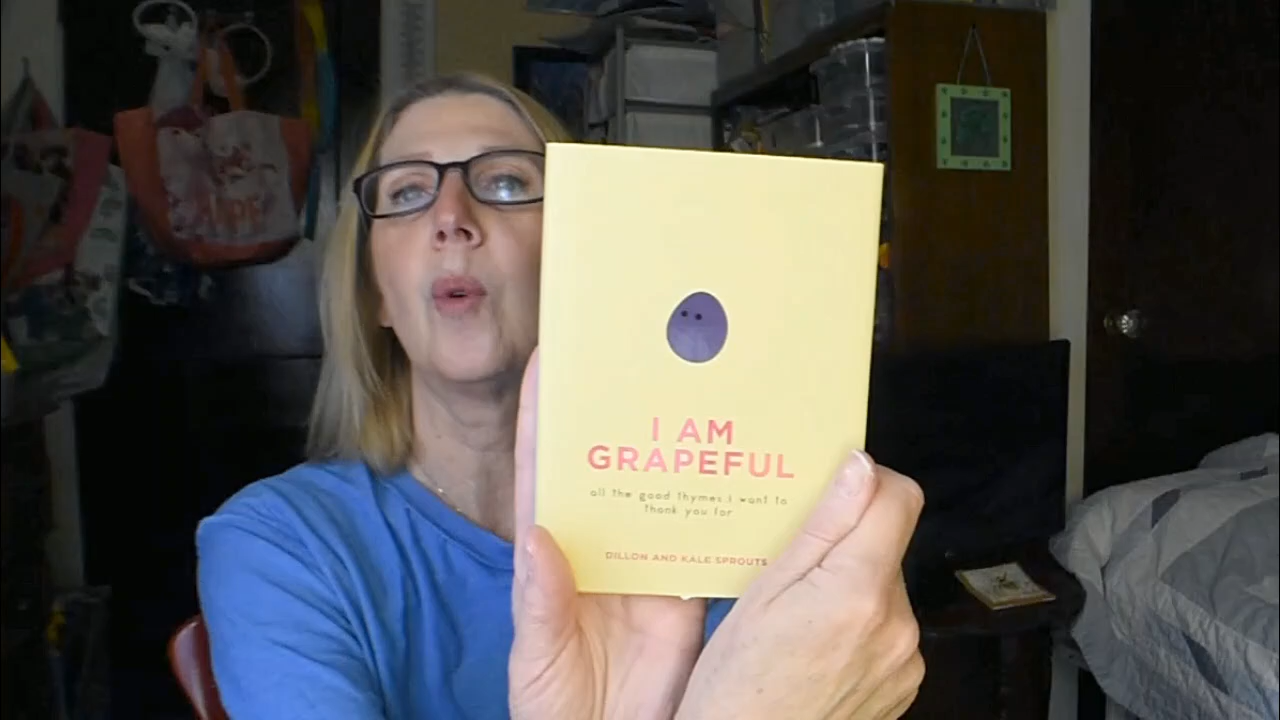 I AM
GRAPEFUL
all the good thymes i want to
thank you for
DILLON AND KALE SPROUTS